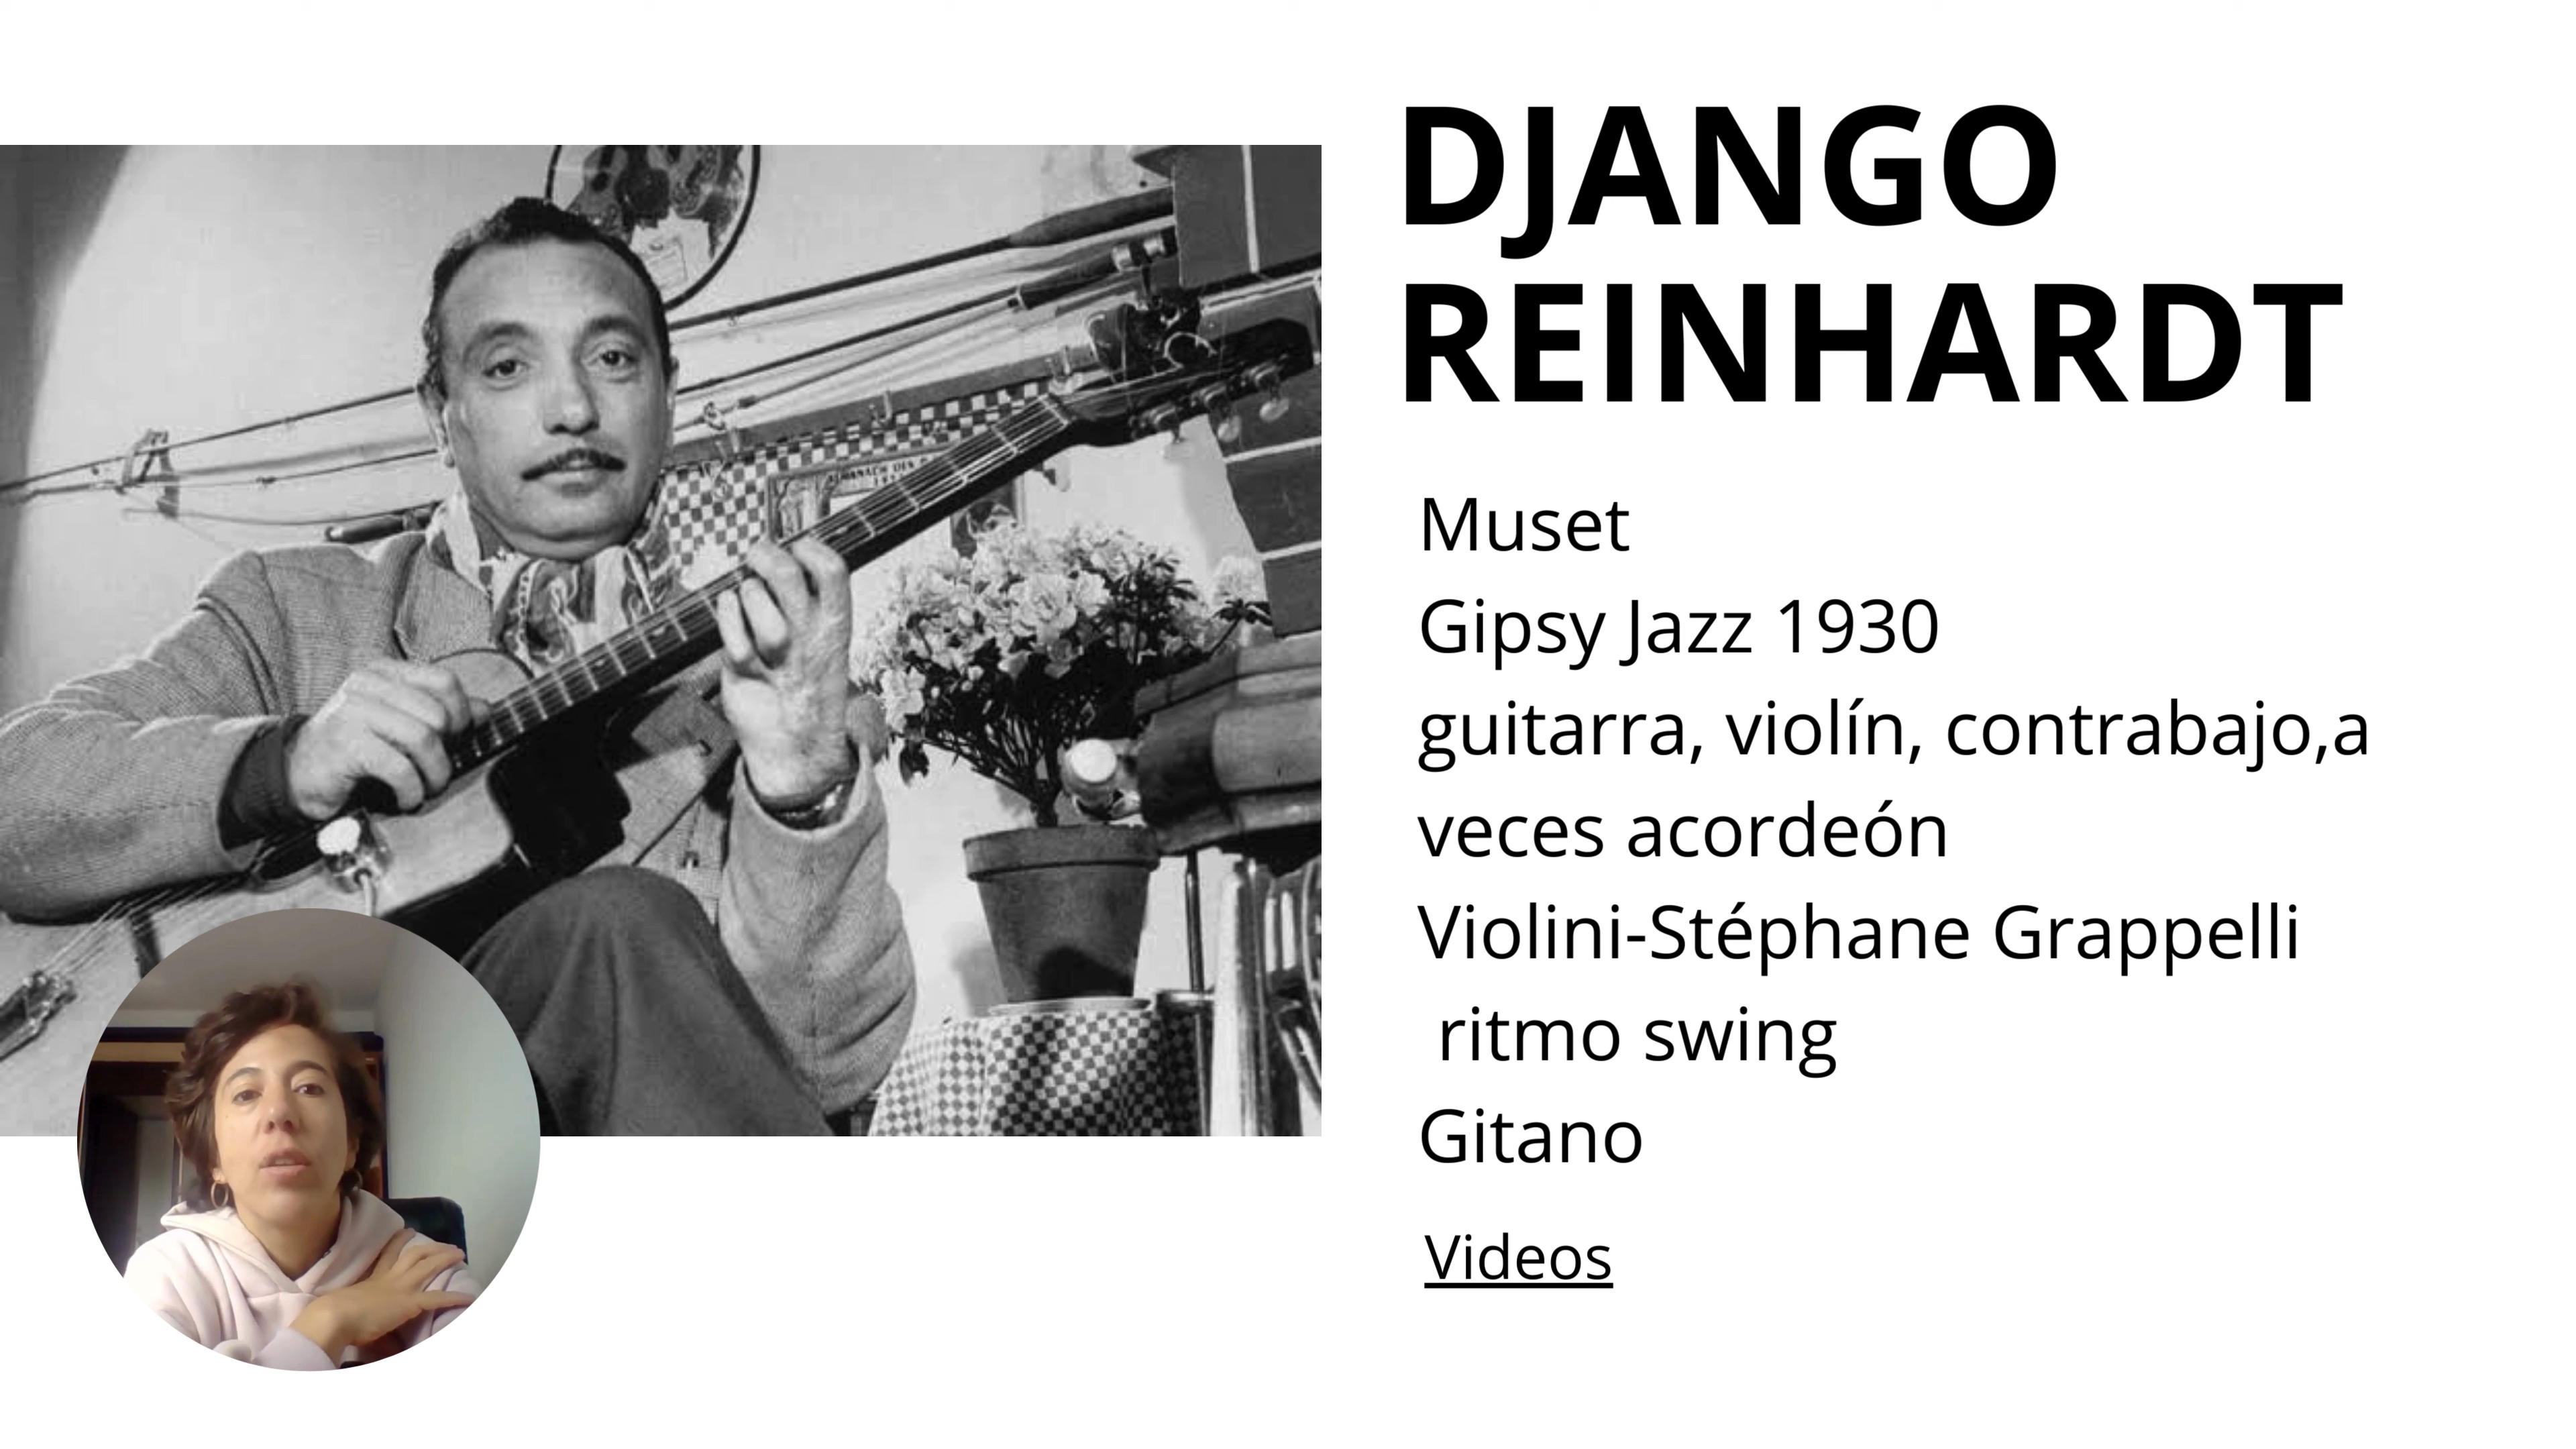 DJANGO
REINHARDT
Muset
Gipsy Jazz 1930
guitarra, violín, contrabajo,a
veces acordeón
Violini-Stéphane Grappelli
ritmo swing
Gitano
Videos